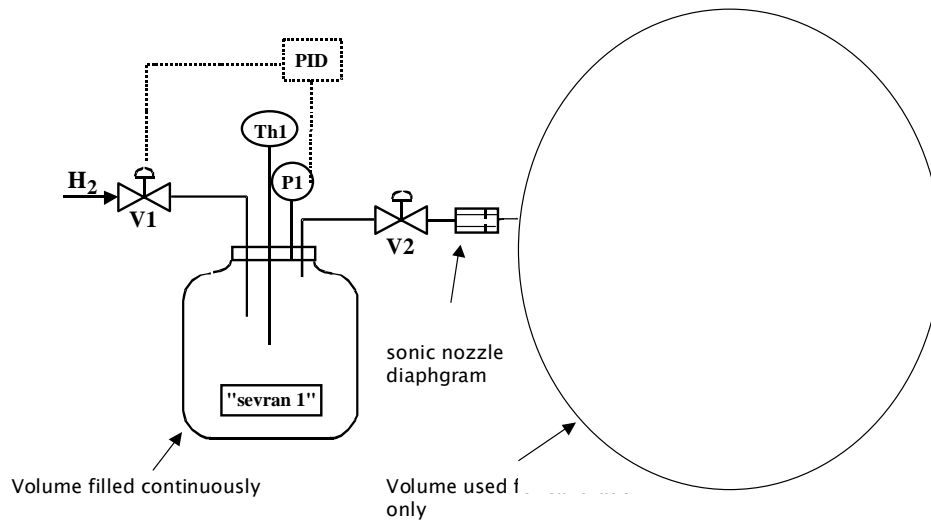 PID
Th1
P1
H2
V1
V2
sonic nozzle
diaphgram
"sevran 1"
Volume filled continuously
Volume used
only